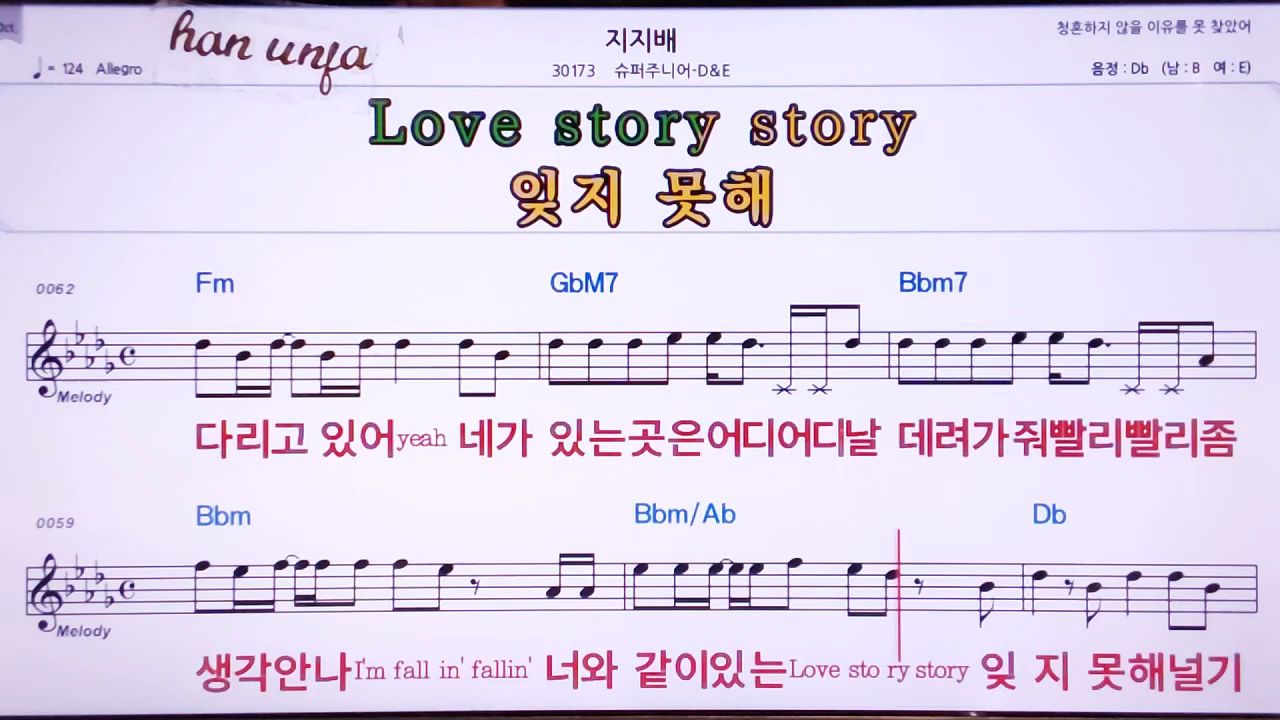 Oct.
han unja
♩= 124 Allegro
지지배
30173 슈퍼주니어-D&E
청혼하지 않을 이유를 못 찾았어
음정 : Db (남 : B 여 : E)
Love story story
잊지 못해
0062
Fm GbM7 Bbm7
Melody
다리고 있어yeah 네가 있는곳은어디어디날 데려가줘빨리빨리좀
0059
Bbm Bbm/Ab Db
Melody
생각안나I'm fall in' fallin' 너와 같이있는Love sto ry story 잊 지 못해널기